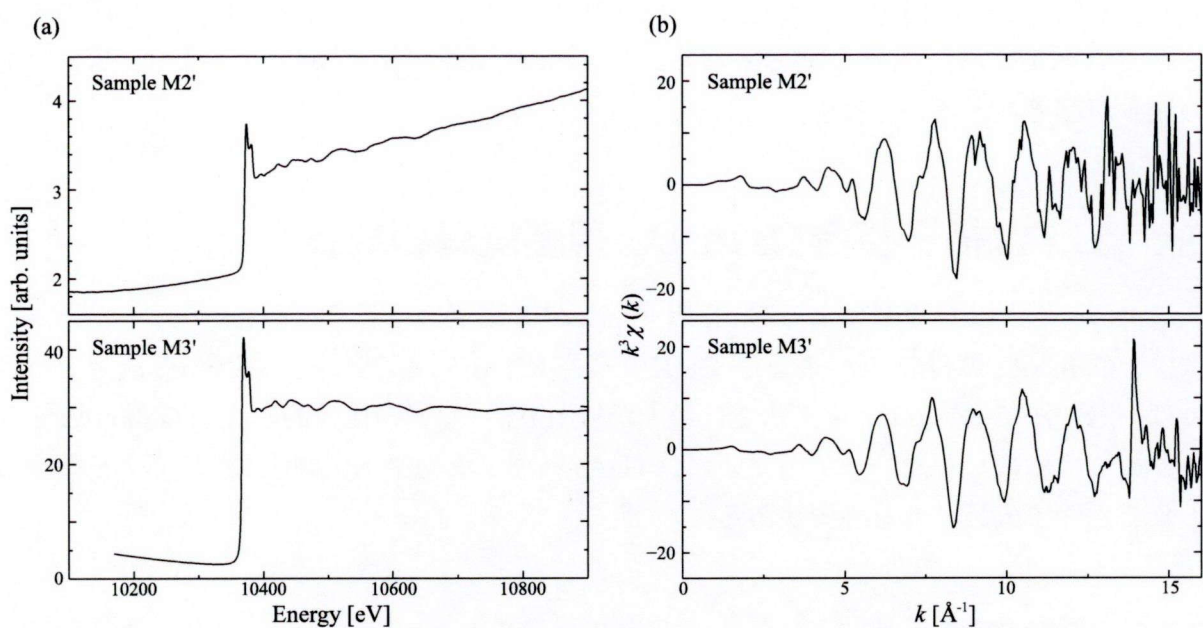 (a)
Sample M2'
4
3
2
Sample M3'
40
20
0
10200 10400 10600 10800
Energy [eV]
Intensity [arb. units]
(b)
Sample M2'
20
0
−20
Sample M3'
20
0
−20
0 5 10 15
k [Å⁻¹]
k³χ(k)